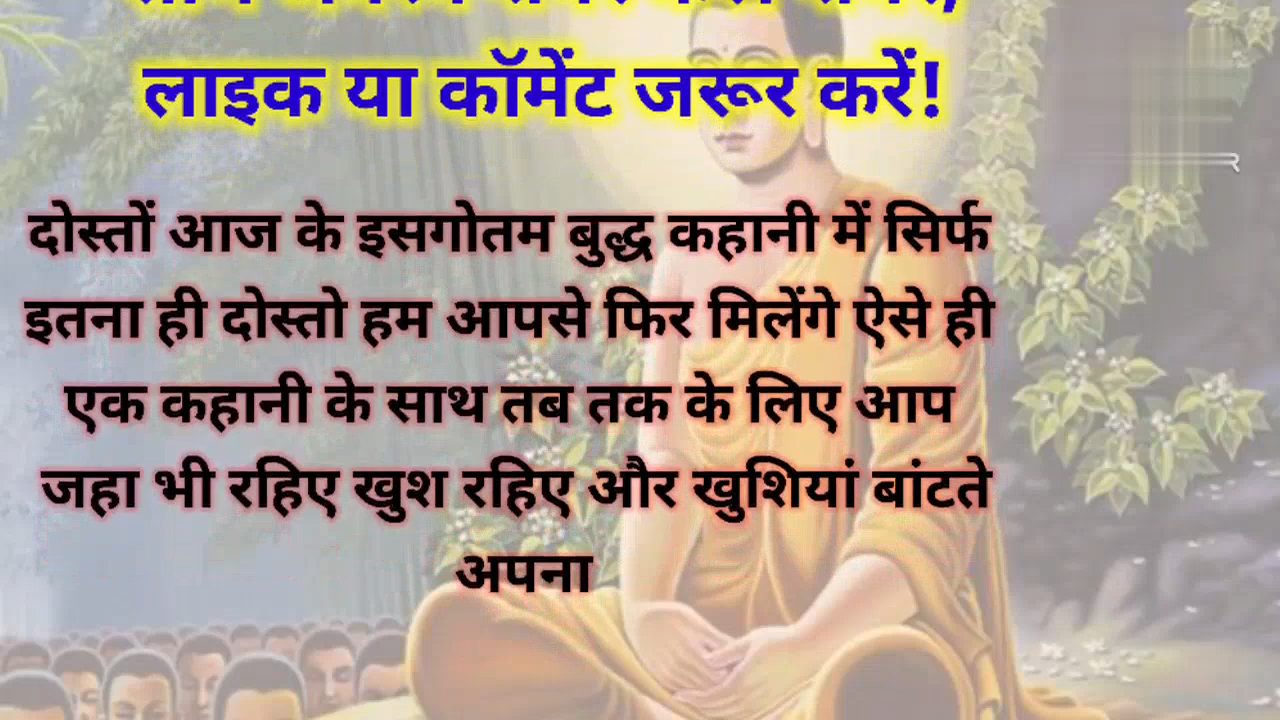 लाइक या कॉमेंट जरूर करें!
दोस्तों आज के इसगोतम बुद्ध कहानी में सिर्फ
इतना ही दोस्तो हम आपसे फिर मिलेंगे ऐसे ही
एक कहानी के साथ तब तक के लिए आप
जहा भी रहिए खुश रहिए और खुशियां बांटते
अपना